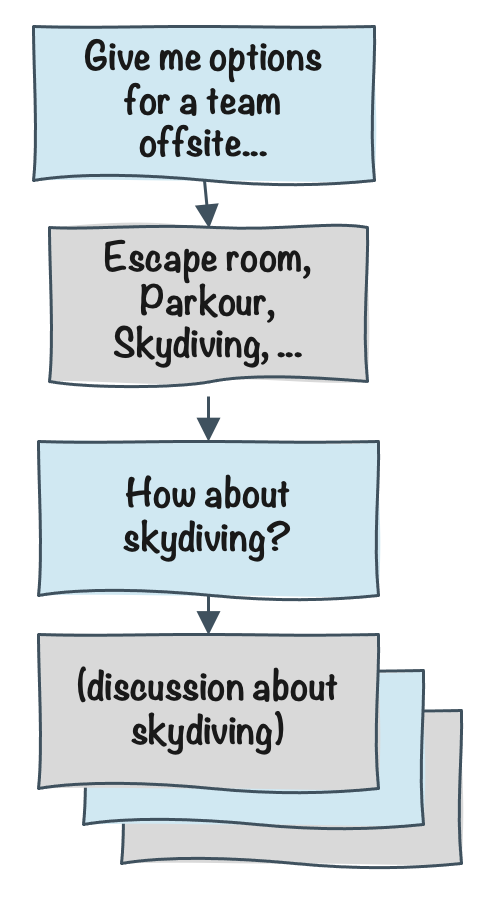 Give me options
for a team
offsite...
Escape room,
Parkour,
Skydiving, ...
How about
skydiving?
(discussion about
skydiving)